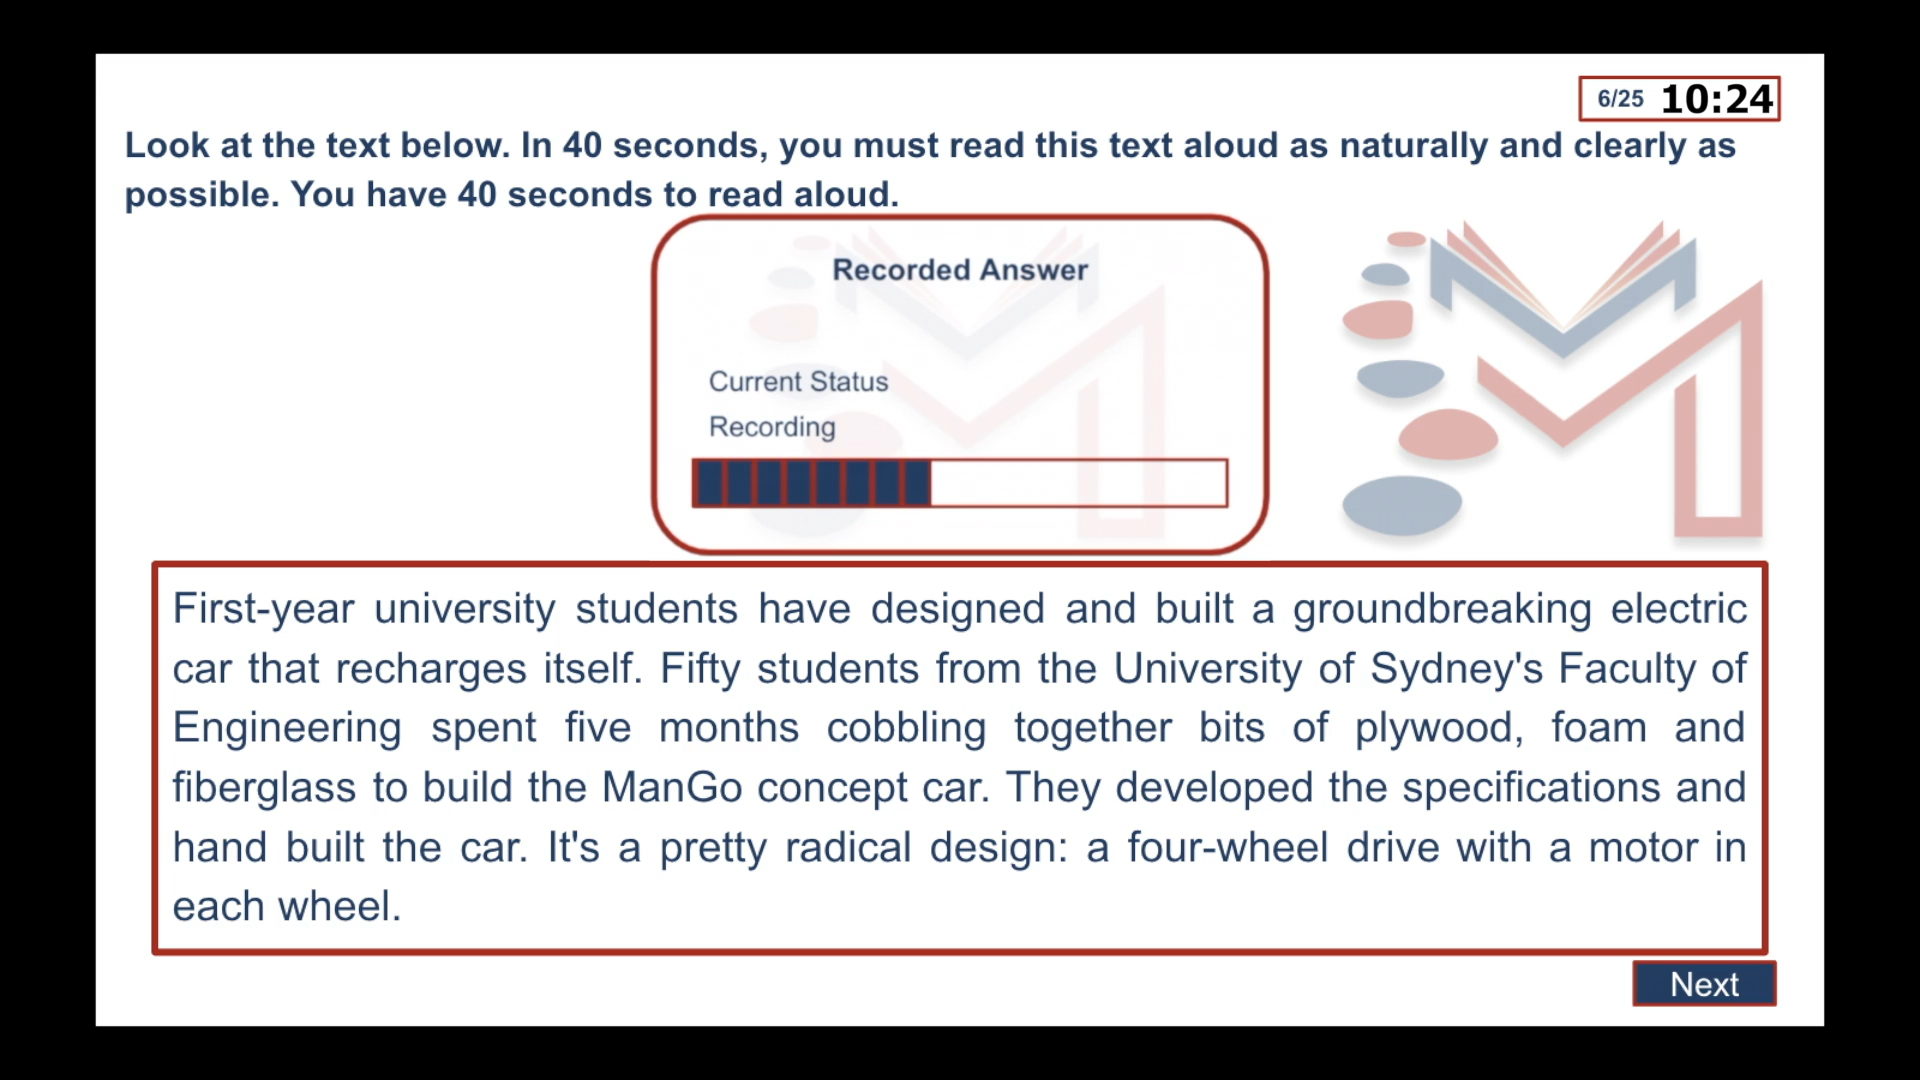 6/25 10:24
Look at the text below. In 40 seconds, you must read this text aloud as naturally and clearly as
possible. You have 40 seconds to read aloud.
Recorded Answer
Current Status
Recording
First-year university students have designed and built a groundbreaking electric
car that recharges itself. Fifty students from the University of Sydney's Faculty of
Engineering spent five months cobbling together bits of plywood, foam and
fiberglass to build the ManGo concept car. They developed the specifications and
hand built the car. It's a pretty radical design: a four-wheel drive with a motor in
each wheel.
Next